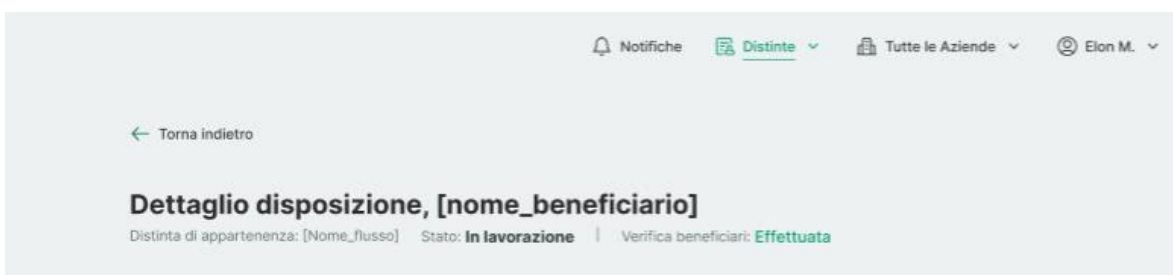 Notifiche Distinte Tutte le Aziende Elon M.
Torna indietro
Dettaglio disposizione, [nome_beneficiario]
Distinta di appartenenza: [Nome_flusso] Stato: In lavorazione | Verifica beneficiari: Effettuata